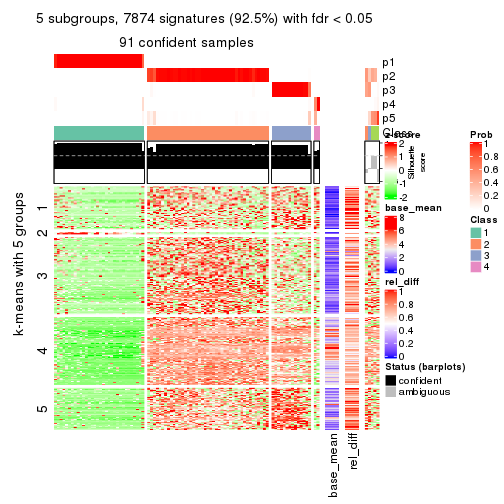 5 subgroups, 7874 signatures (92.5%) with fdr < 0.05
91 confident samples
p1
p2
p3
p4
p5
Class
z-score
2
1
0
-1
-2
Silhouette
score
base_mean
8
6
4
2
0
rel_diff
1
0.8
0.6
0.4
0.2
0
Status (barplots)
confident
ambiguous
Prob
1
0.8
0.6
0.4
0.2
0
Class
1
2
3
4
k-means with 5 groups
1
2
3
4
5
base_mean
rel_diff